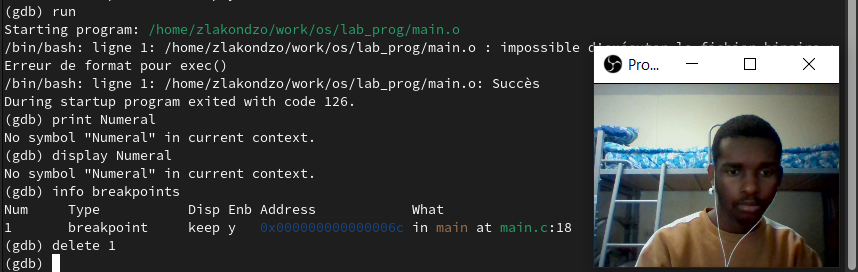 (gdb) run
Starting program: /home/zlakondzo/work/os/lab_prog/main.o
/bin/bash: ligne 1: /home/zlakondzo/work/os/lab_prog/main.o : impossible
Erreur de format pour exec()
/bin/bash: ligne 1: /home/zlakondzo/work/os/lab_prog/main.o: Succès
During startup program exited with code 126.
(gdb) print Numeral
No symbol "Numeral" in current context.
(gdb) display Numeral
No symbol "Numeral" in current context.
(gdb) info breakpoints
Num Type Disp Enb Address What
1 breakpoint keep y 0x000000000000006c in main at main.c:18
(gdb) delete 1
(gdb)
Pro...